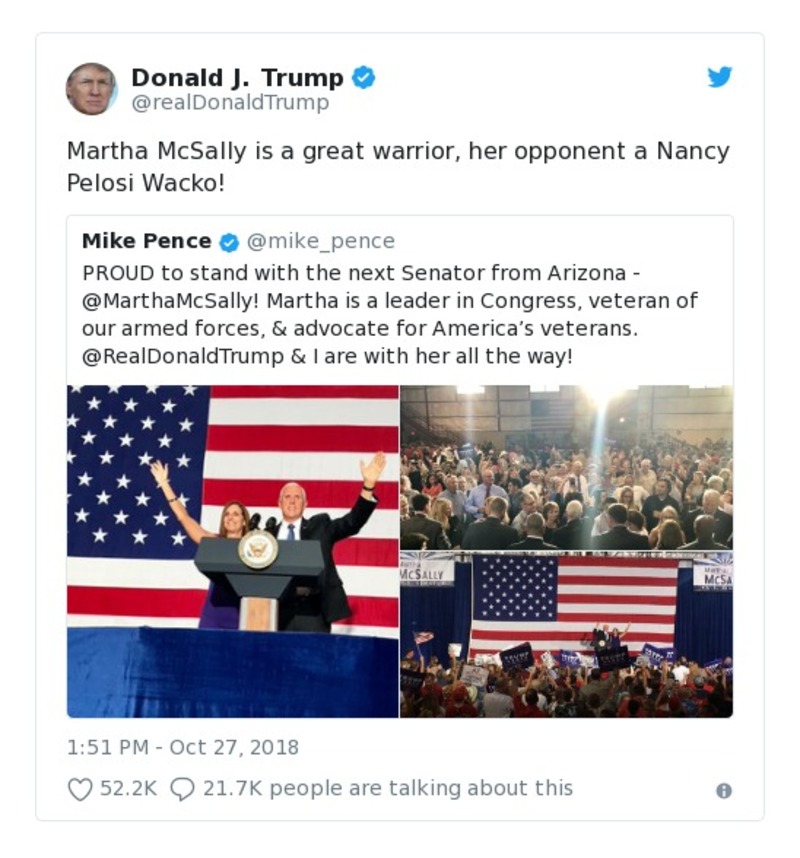 Donald J. Trump
@realDonaldTrump
Martha McSally is a great warrior, her opponent a Nancy
Pelosi Wacko!
Mike Pence @mike_pence
PROUD to stand with the next Senator from Arizona -
@MarthaMcSally! Martha is a leader in Congress, veteran of
our armed forces, & advocate for America’s veterans.
@RealDonaldTrump & I are with her all the way!
McSALLY
McSA
TRUMP
1:51 PM - Oct 27, 2018
52.2K 21.7K people are talking about this